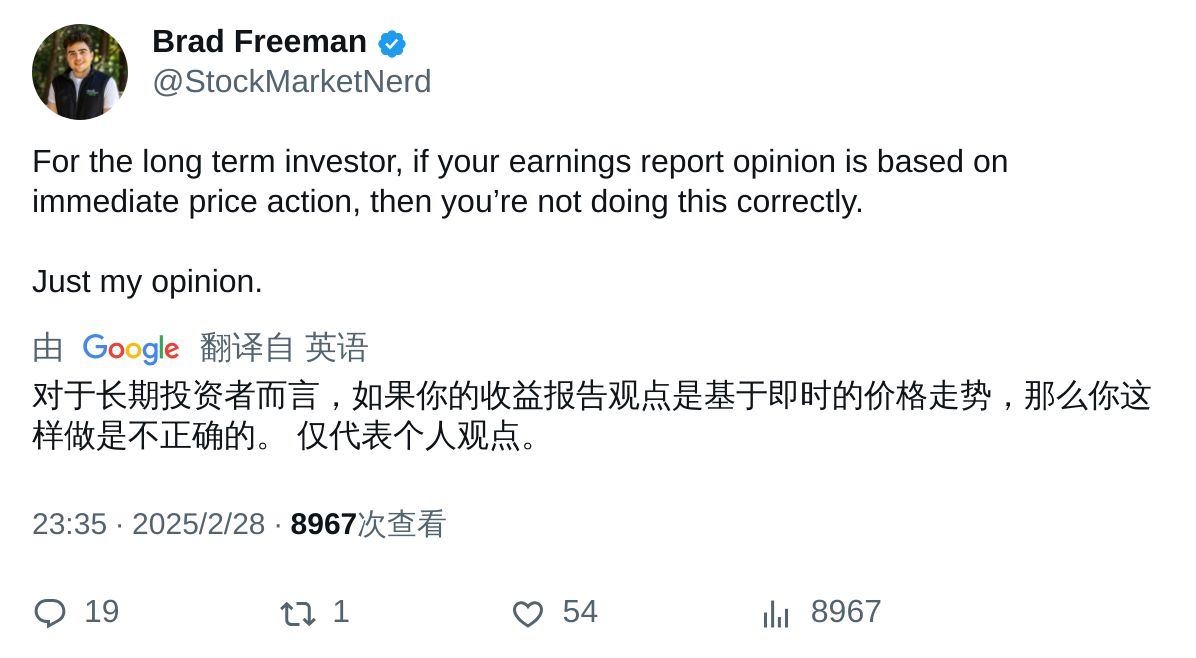 Brad Freeman
@StockMarketNerd
For the long term investor, if your earnings report opinion is based on
immediate price action, then you’re not doing this correctly.
Just my opinion.
由 Google 翻译自 英语
对于长期投资者而言，如果你的收益报告观点是基于即时的价格走势，那么你这
样做是不正确的。 仅代表个人观点。
23:35 · 2025/2/28 · 8967次查看
19 1 54 8967